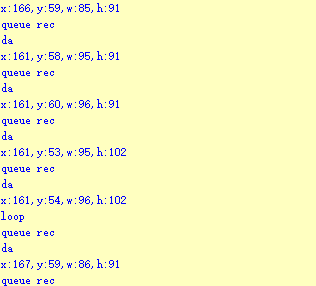 x:166,y:59,w:85,h:91
queue rec
da
x:161,y:58,w:95,h:91
queue rec
da
x:161,y:60,w:96,h:91
queue rec
da
x:161,y:53,w:95,h:102
queue rec
da
x:161,y:54,w:96,h:102
loop
queue rec
da
x:167,y:59,w:86,h:91
queue rec